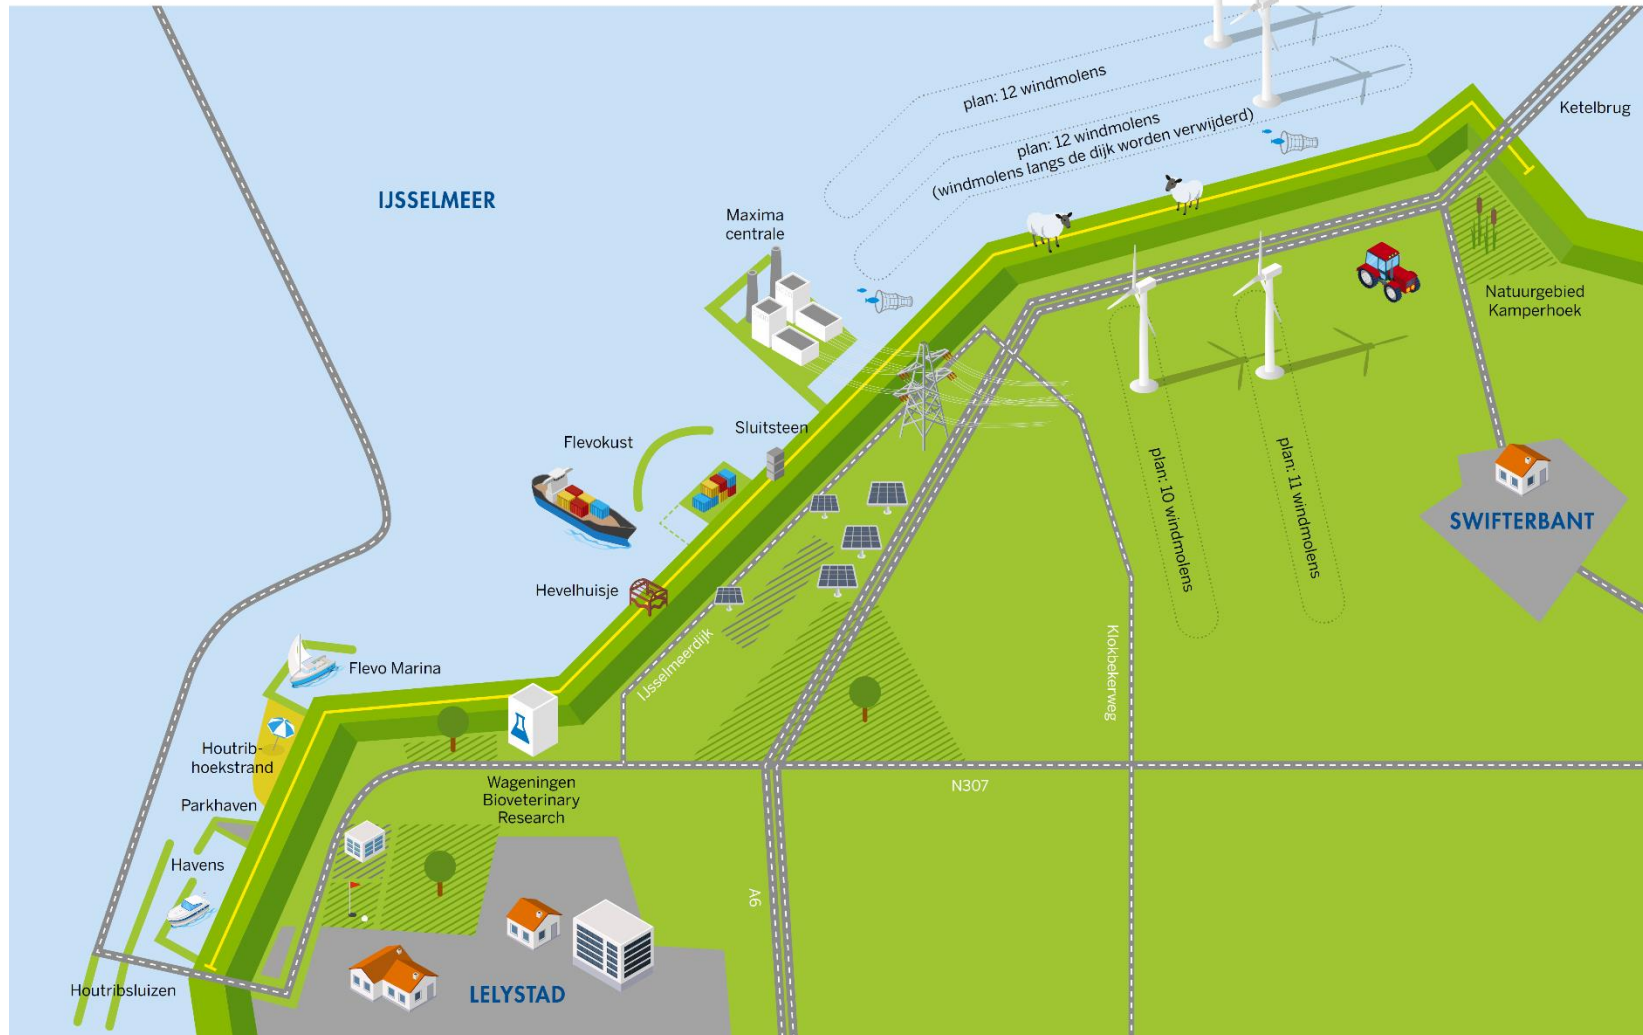 plan: 12 windmolens
plan: 12 windmolens
(windmolens langs de dijk worden verwijderd)
Ketelbrug
IJSSELMEER
Maxima
centrale
Natuurgebied
Kamperhoek
Flevokust
Sluitsteen
plan: 10 windmolens
plan: 11 windmolens
SWIFTERBANT
Hevelhuisje
IJsselmeerdijk
Klokbekerweg
Flevo Marina
Houtrib-
hoekstrand
Parkhaven
Wageningen
Bioveterinary
Research
N307
Havens
A6
Houtribsluizen
LELYSTAD